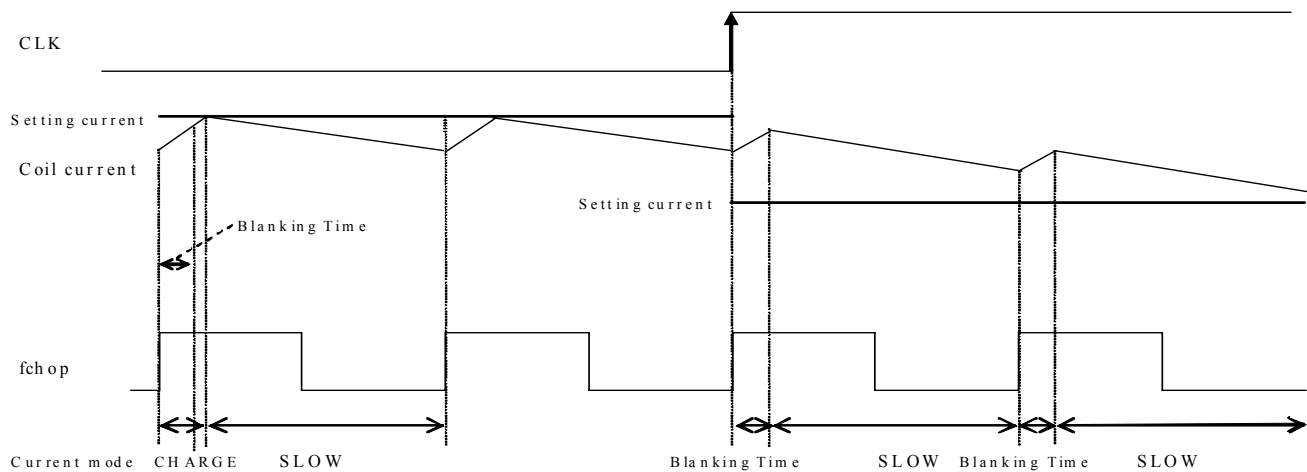 CLK
Setting current
Coil current
Setting current
Blanking Time
fchop
Current mode CHARGE SLOW Blanking Time SLOW Blanking Time SLOW